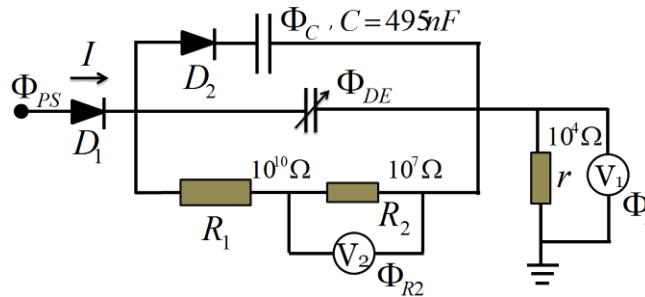 Φ_C , C = 495nF
I
D_2
Φ_PS
Φ_DE
D_1
10^10Ω
10^7Ω
10^4Ω
r
V_1
Φ
R_1
R_2
V_2
Φ_R2